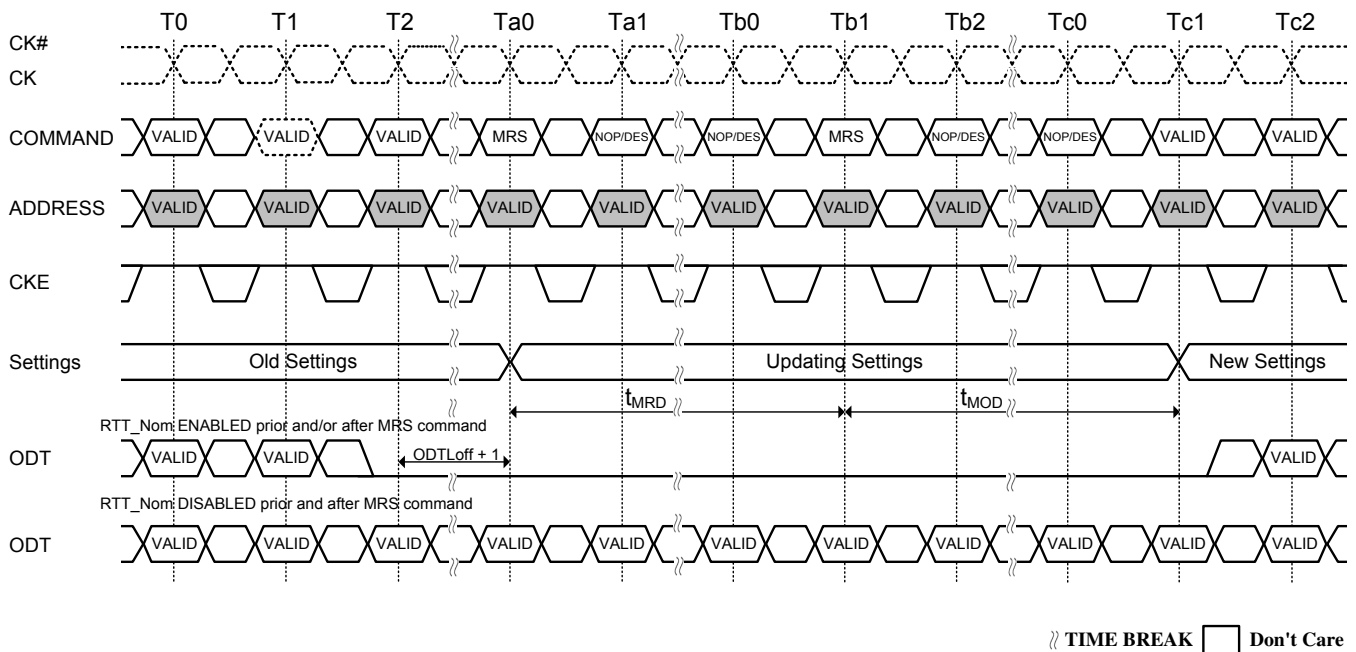 T0 T1 T2 Ta0 Ta1 Tb0 Tb1 Tb2 Tc0 Tc1 Tc2
CK#
CK
COMMAND VALID VALID VALID MRS NOP/DES NOP/DES MRS NOP/DES NOP/DES VALID VALID
ADDRESS VALID VALID VALID VALID VALID VALID VALID VALID VALID VALID VALID
CKE
Settings Old Settings Updating Settings New Settings
tMRD tMOD
RTT_Nom ENABLED prior and/or after MRS command
ODT VALID VALID ODTLoff + 1 VALID
RTT_Nom DISABLED prior and after MRS command
ODT VALID VALID VALID VALID VALID VALID VALID VALID VALID VALID VALID
TIME BREAK Don't Care